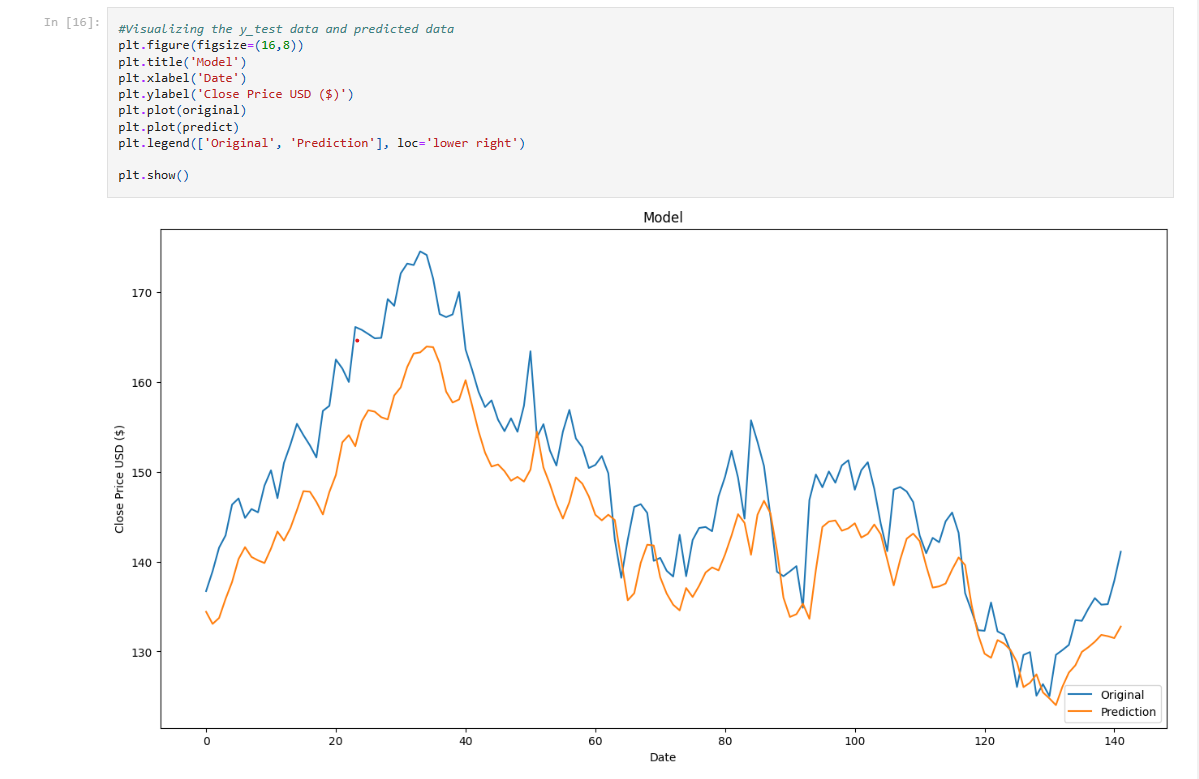 In [16]:
#Visualizing the y_test data and predicted data
plt.figure(figsize=(16,8))
plt.title('Model')
plt.xlabel('Date')
plt.ylabel('Close Price USD ($)')
plt.plot(original)
plt.plot(predict)
plt.legend(['Original', 'Prediction'], loc='lower right')
plt.show()
Model
Close Price USD ($)
170
160
150
140
130
Original
Prediction
0 20 40 60 80 100 120 140
Date